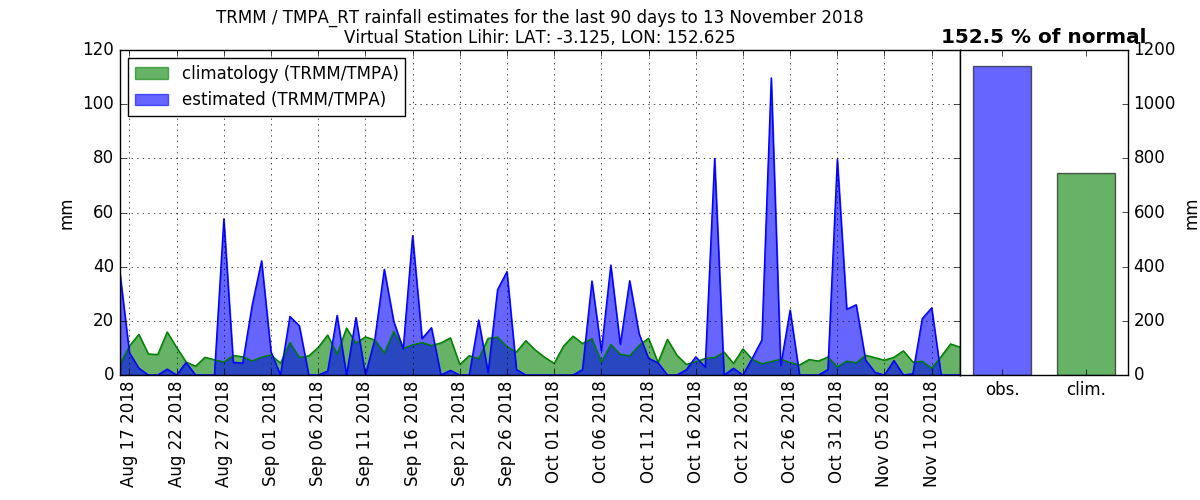 TRMM / TMPA_RT rainfall estimates for the last 90 days to 13 November 2018
Virtual Station Lihir: LAT: -3.125, LON: 152.625
152.5 % of normal
climatology (TRMM/TMPA)
estimated (TRMM/TMPA)
mm
120
100
80
60
40
20
0
Aug 17 2018
Aug 22 2018
Aug 27 2018
Sep 01 2018
Sep 06 2018
Sep 11 2018
Sep 16 2018
Sep 21 2018
Sep 26 2018
Oct 01 2018
Oct 06 2018
Oct 11 2018
Oct 16 2018
Oct 21 2018
Oct 26 2018
Oct 31 2018
Nov 05 2018
Nov 10 2018
obs.
clim.
1200
1000
800
600
400
200
0
mm